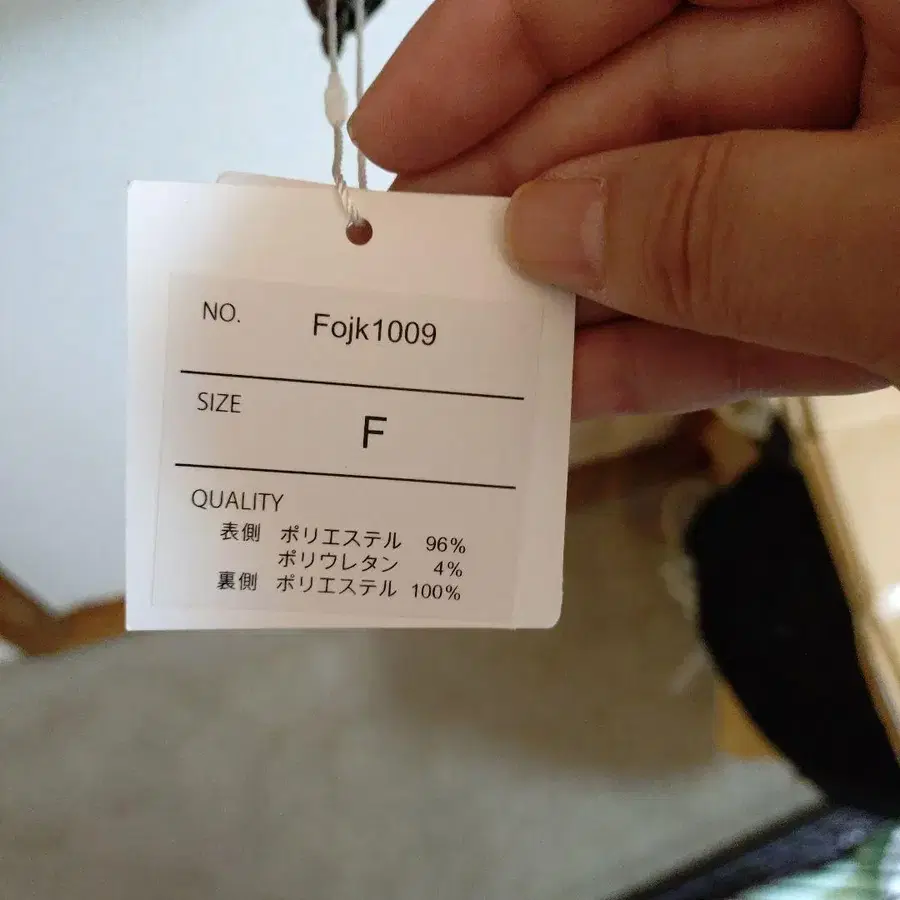 NO. Fojk1009
SIZE
F
QUALITY
表側 ポリエステル 96%
ポリウレタン 4%
裏側 ポリエステル 100%